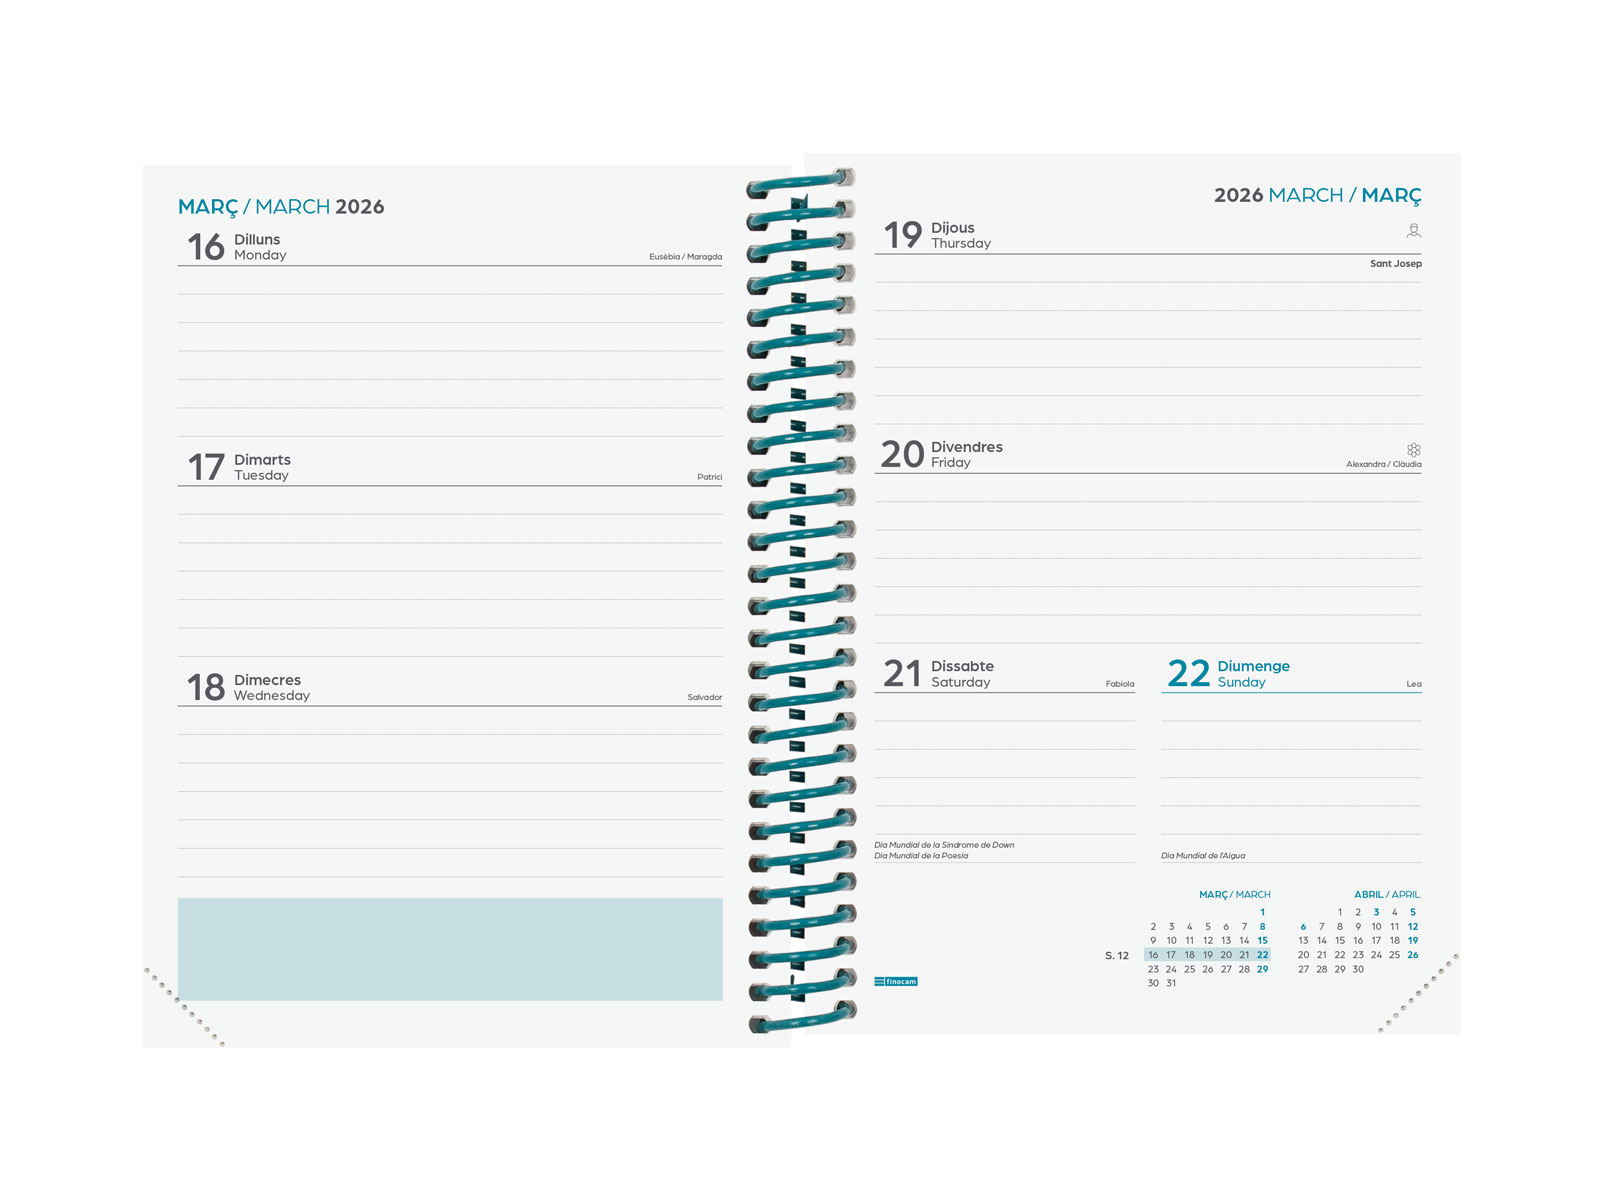 MARÇ / MARCH 2026
16 Dilluns
Monday
Eusèbia / Maragda
17 Dimarts
Tuesday
Patrici
18 Dimecres
Wednesday
Salvador
2026 MARCH / MARÇ
19 Dijous
Thursday
Sant Josep
20 Divendres
Friday
Alexandra / Clàudia
21 Dissabte
Saturday
Fabiola
Dia Mundial de la Síndrome de Down
Dia Mundial de la Poesia
22 Diumenge
Sunday
Lea
Dia Mundial de l'Aigua
finocam
S. 12
MARÇ / MARCH
1
2 3 4 5 6 7 8
9 10 11 12 13 14 15
16 17 18 19 20 21 22
23 24 25 26 27 28 29
30 31
ABRIL / APRIL
1 2 3 4 5
6 7 8 9 10 11 12
13 14 15 16 17 18 19
20 21 22 23 24 25 26
27 28 29 30